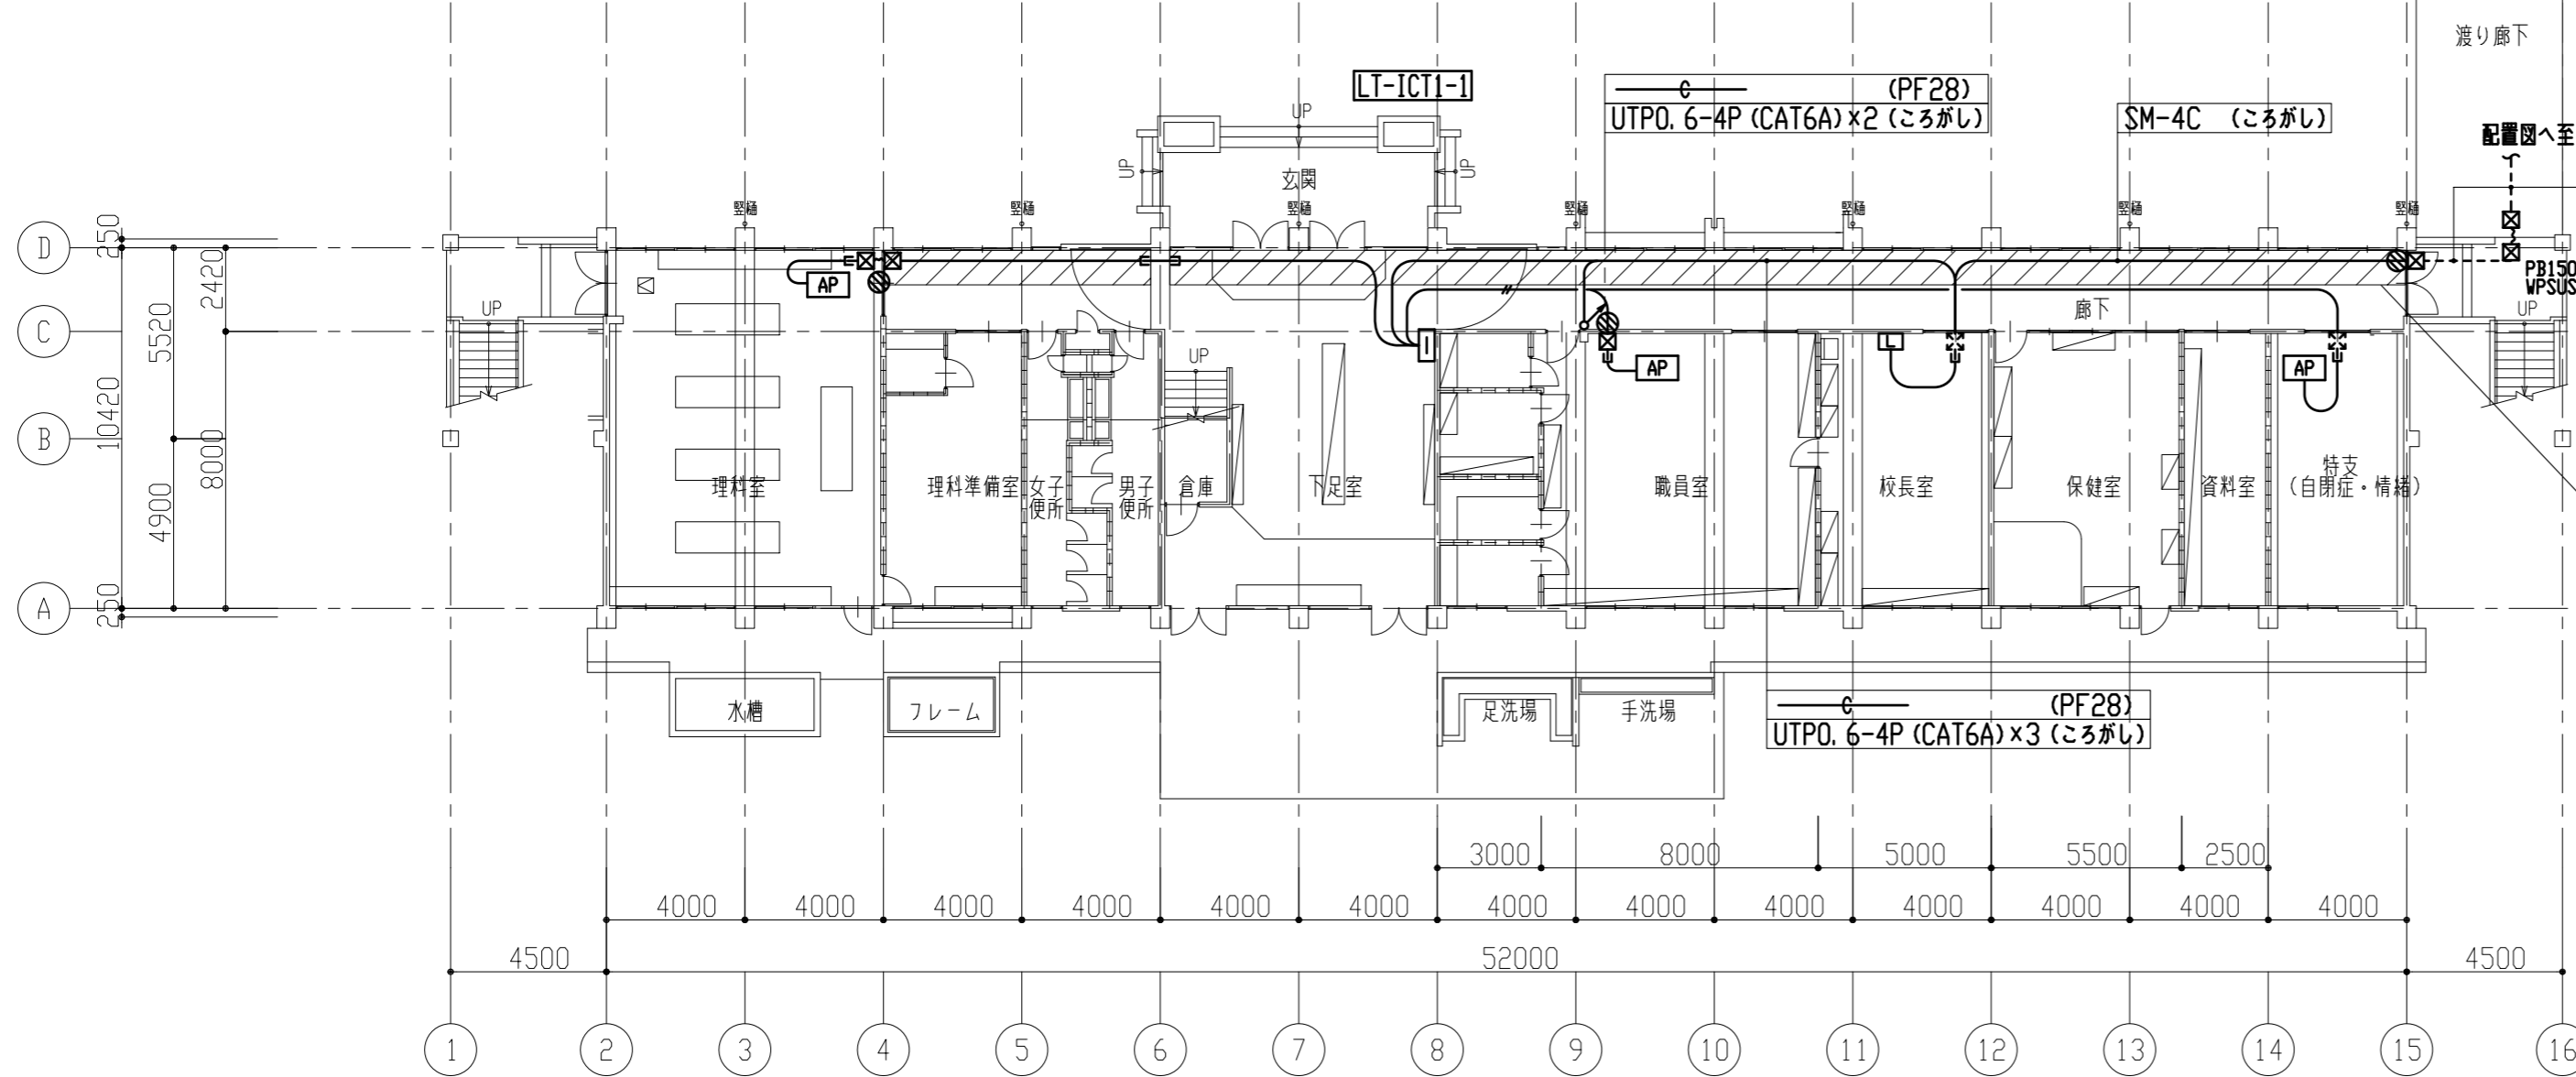 渡り廊下
LT-ICT1-1
(PF28)
UTP0.6-4P (CAT6A)×2 (ころがし)
SM-4C (ころがし)
配置図へ至
UP
UP
UP
玄関
竪樋
竪樋
竪樋
竪樋
竪樋
竪樋
竪樋
D
250
2420
AP
PB150
WPSUS
UP
UP
C
5520
廊下
UP
AP
L
AP
B
10420
8000
4900
理科室
理科準備室
女子
便所
男子
便所
倉庫
下足室
職員室
校長室
保健室
資料室
特支
(自閉症・情緒)
A
250
水槽
フレーム
足洗場
手洗場
(PF28)
UTP0.6-4P (CAT6A)×3 (ころがし)
3000 8000 5000 5500 2500
4000 4000 4000 4000 4000 4000 4000 4000 4000 4000 4000 4000 4000
4500 52000 4500
1 2 3 4 5 6 7 8 9 10 11 12 13 14 15 16